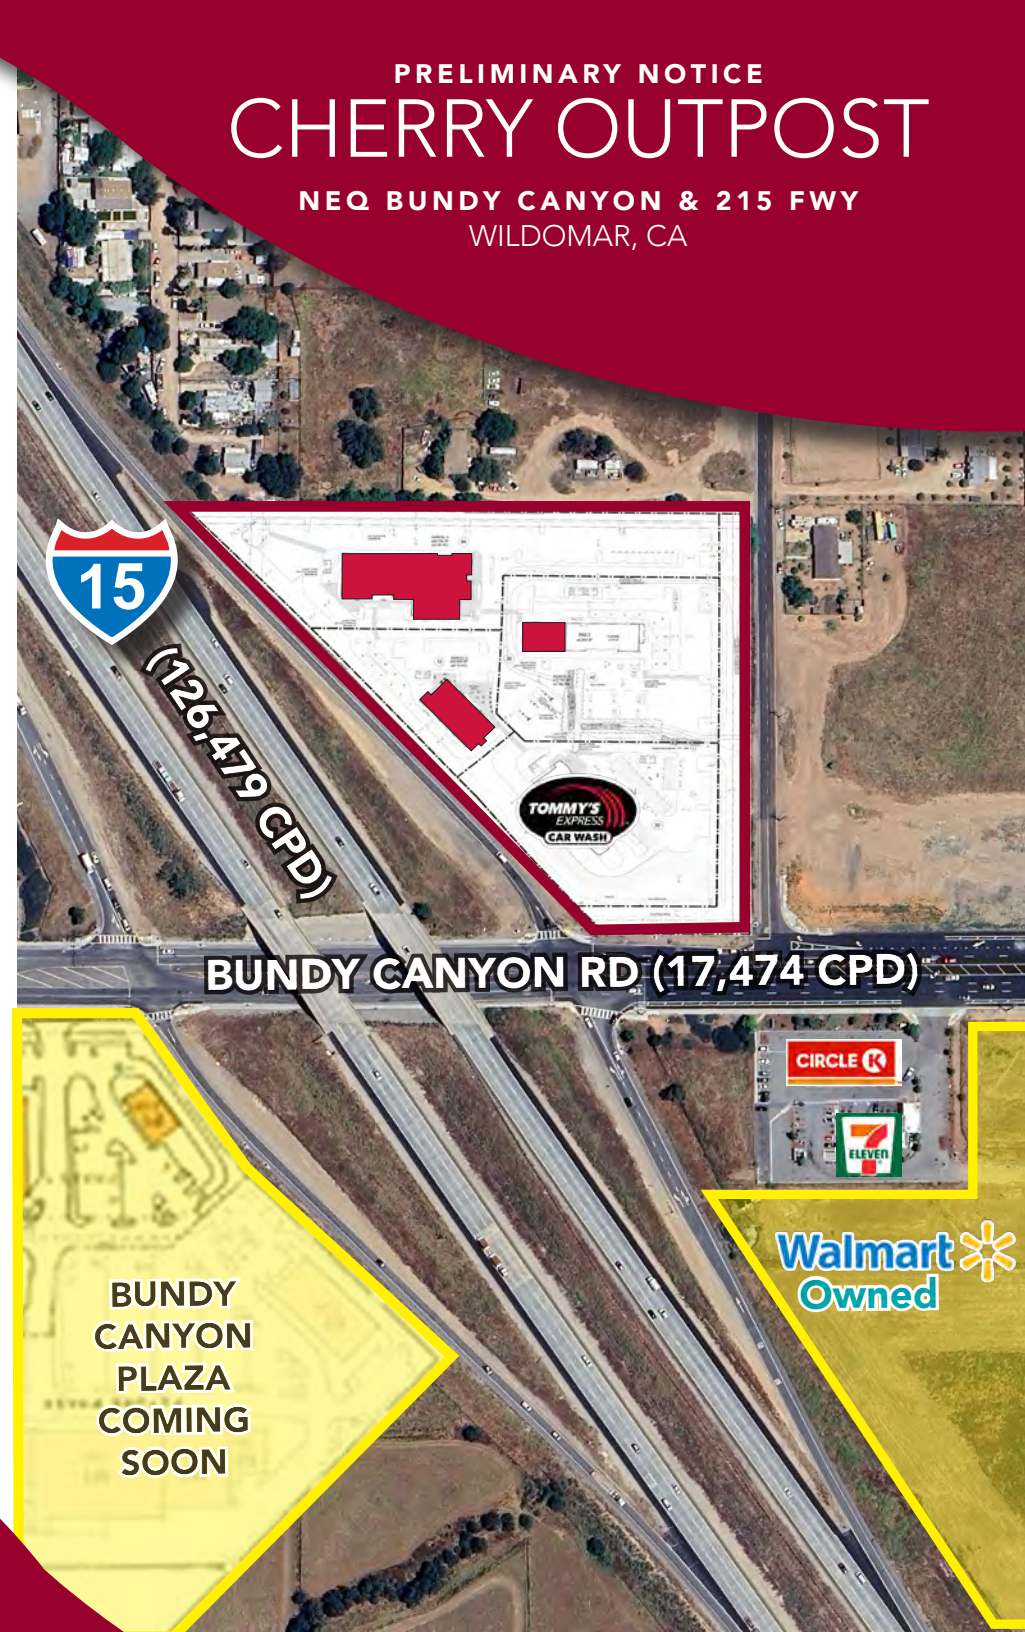 PRELIMINARY NOTICE
CHERRY OUTPOST
NEQ BUNDY CANYON & 215 FWY
WILDOMAR, CA
15
(126,479 CPD)
TOMMY'S
EXPRESS
CAR WASH
BUNDY CANYON RD (17,474 CPD)
CIRCLE K
7
ELEVEN
Walmart
Owned
BUNDY
CANYON
PLAZA
COMING
SOON